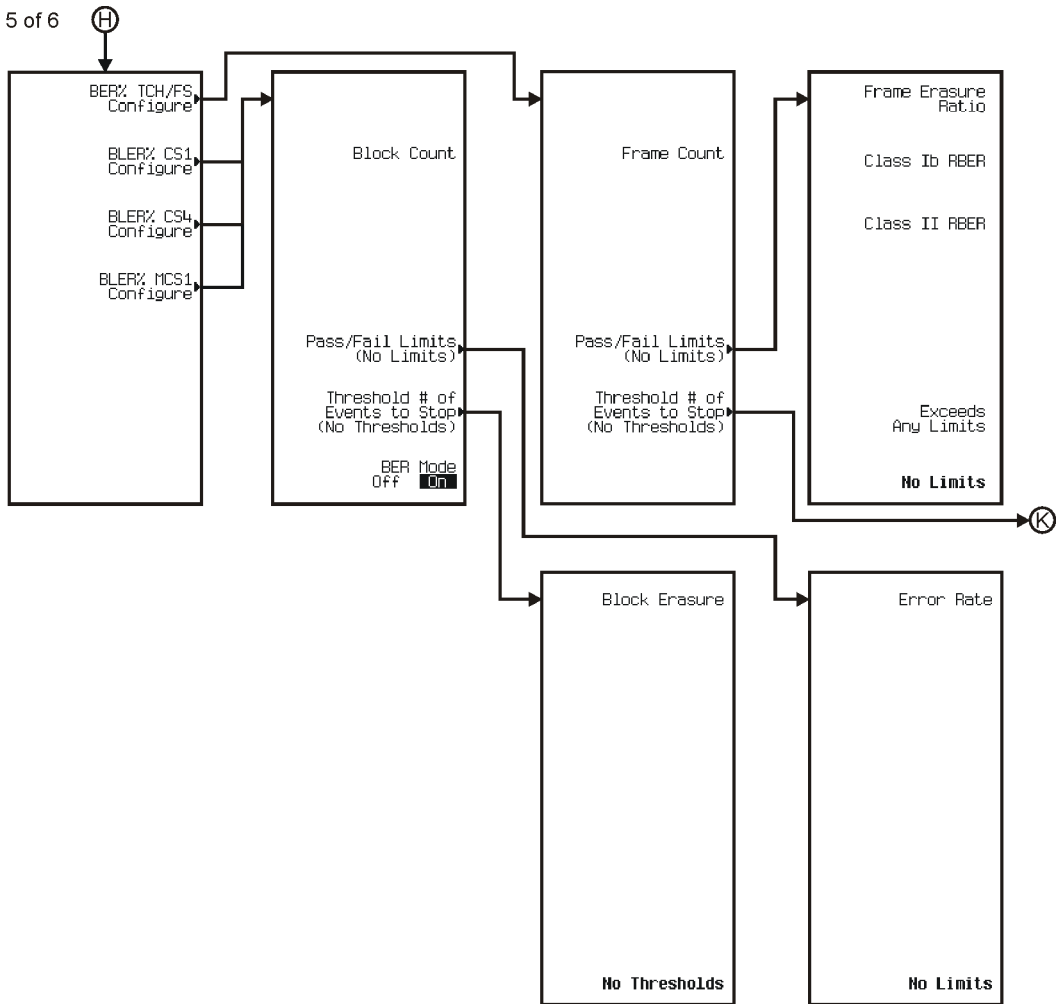 5 of 6
H
BER% TCH/FS
Configure
BLER% CS1
Configure
BLER% CS4
Configure
BLER% MCS1
Configure
Block Count
Pass/Fail Limits
(No Limits)
Threshold # of
Events to Stop
(No Thresholds)
BER Mode
Off On
Frame Count
Pass/Fail Limits
(No Limits)
Threshold # of
Events to Stop
(No Thresholds)
Frame Erasure
Ratio
Class Ib RBER
Class II RBER
Exceeds
Any Limits
No Limits
K
Block Erasure
No Thresholds
Error Rate
No Limits